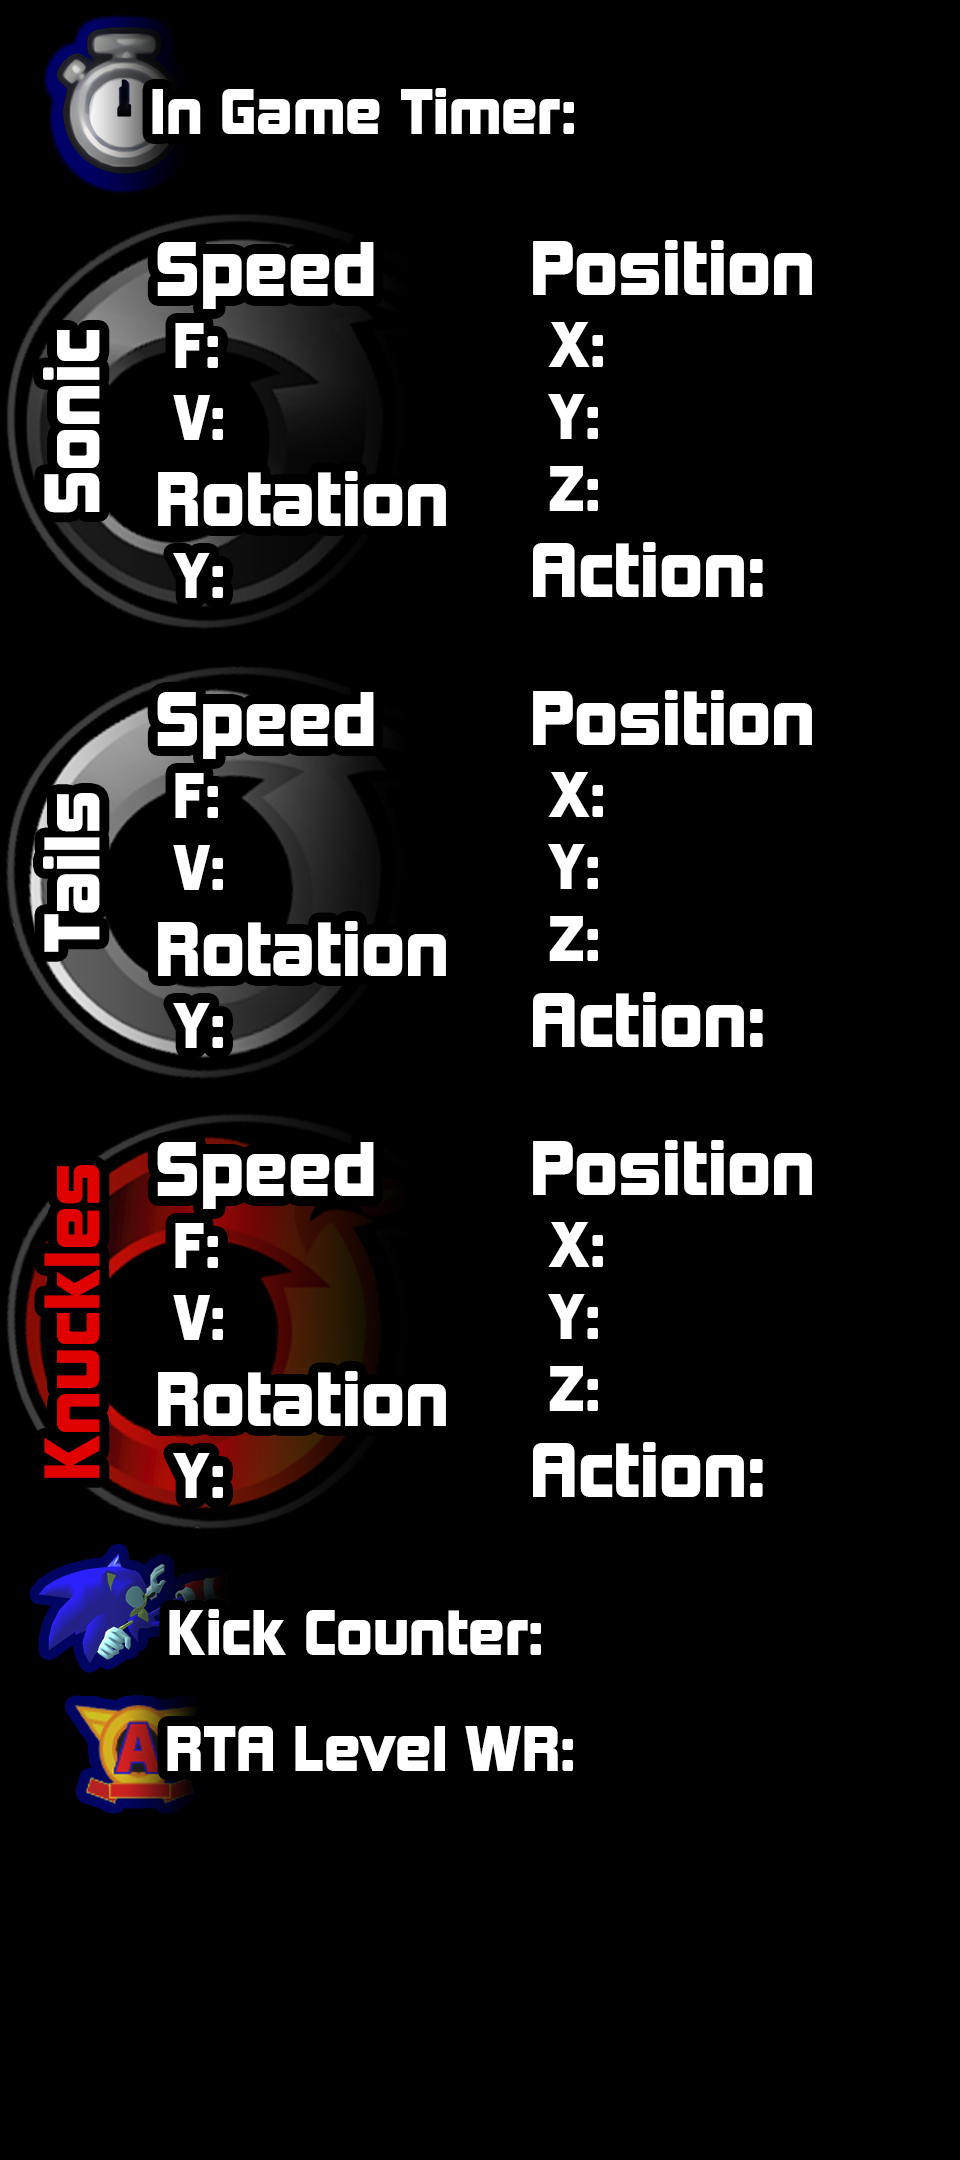 In Game Timer:
Sonic
Speed
F:
V:
Rotation
Y:
Position
X:
Y:
Z:
Action:
Tails
Speed
F:
V:
Rotation
Y:
Position
X:
Y:
Z:
Action:
Knuckles
Speed
F:
V:
Rotation
Y:
Position
X:
Y:
Z:
Action:
Kick Counter:
A
RTA Level WR: